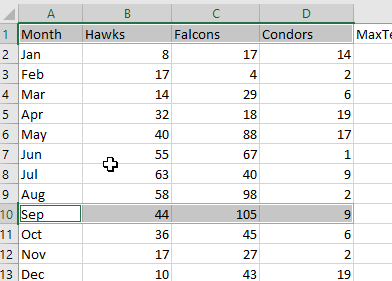 A B C D
1 Month Hawks Falcons Condors MaxTe
2 Jan 8 17 14
3 Feb 17 4 2
4 Mar 14 29 6
5 Apr 32 18 19
6 May 40 88 17
7 Jun 55 67 1
8 Jul 63 40 9
9 Aug 58 98 2
10 Sep 44 105 9
11 Oct 36 45 6
12 Nov 17 27 2
13 Dec 10 43 19